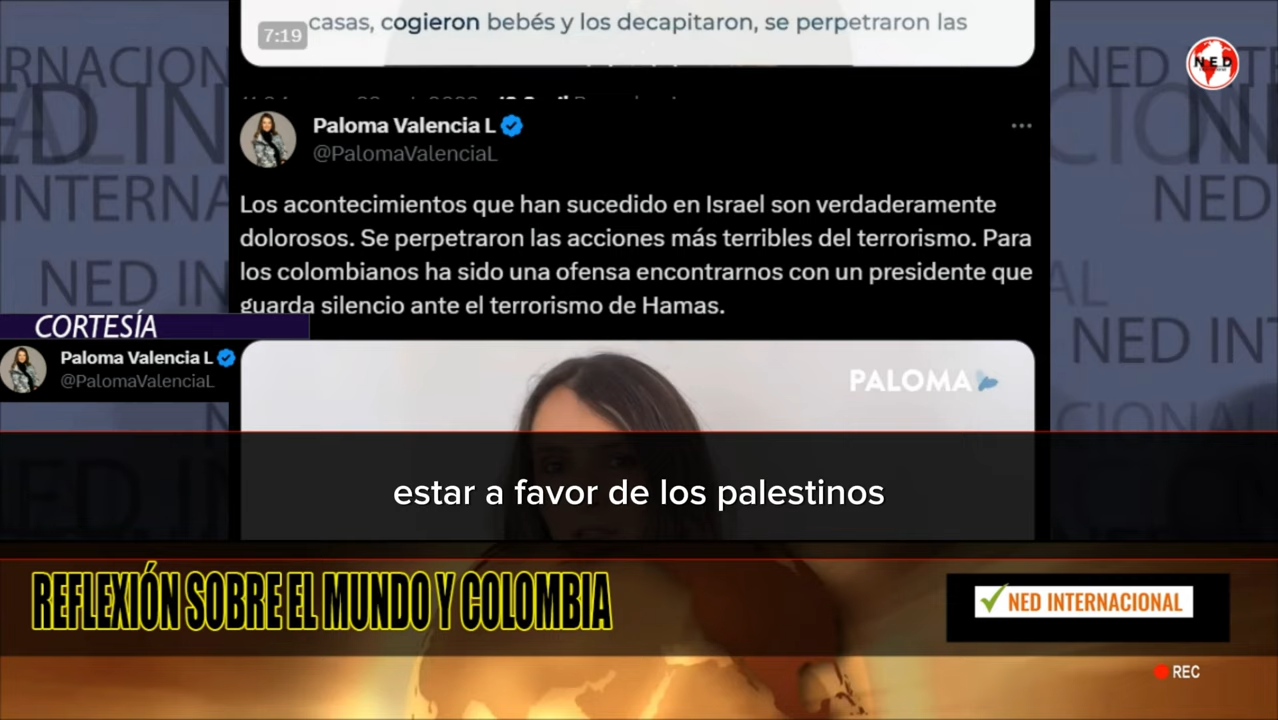 casas, cogieron bebés y los decapitaron, se perpetraron las
7:19
NED
Paloma Valencia L
@PalomaValenciaL
Los acontecimientos que han sucedido en Israel son verdaderamente
dolorosos. Se perpetraron las acciones más terribles del terrorismo. Para
los colombianos ha sido una ofensa encontrarnos con un presidente que
guarda silencio ante el terrorismo de Hamas.
CORTESÍA
Paloma Valencia L
@PalomaValenciaL
PALOMA
estar a favor de los palestinos
REFLEXIÓN SOBRE EL MUNDO Y COLOMBIA
NED INTERNACIONAL
REC